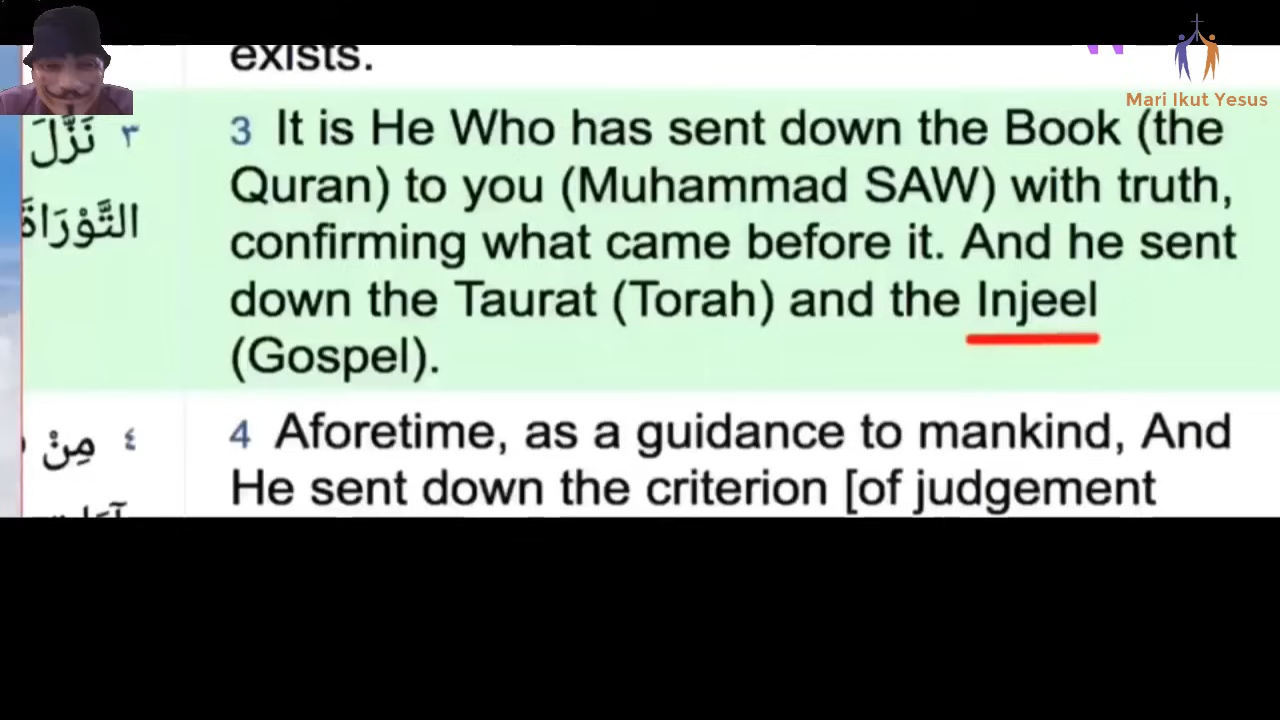 exists.
Mari Ikut Yesus
٣ نَزَّلَ
3 It is He Who has sent down the Book (the
Quran) to you (Muhammad SAW) with truth,
التَّوْرَاةَ
confirming what came before it. And he sent
down the Taurat (Torah) and the Injeel
(Gospel).
٤ مِنْ
4 Aforetime, as a guidance to mankind, And
He sent down the criterion [of judgement